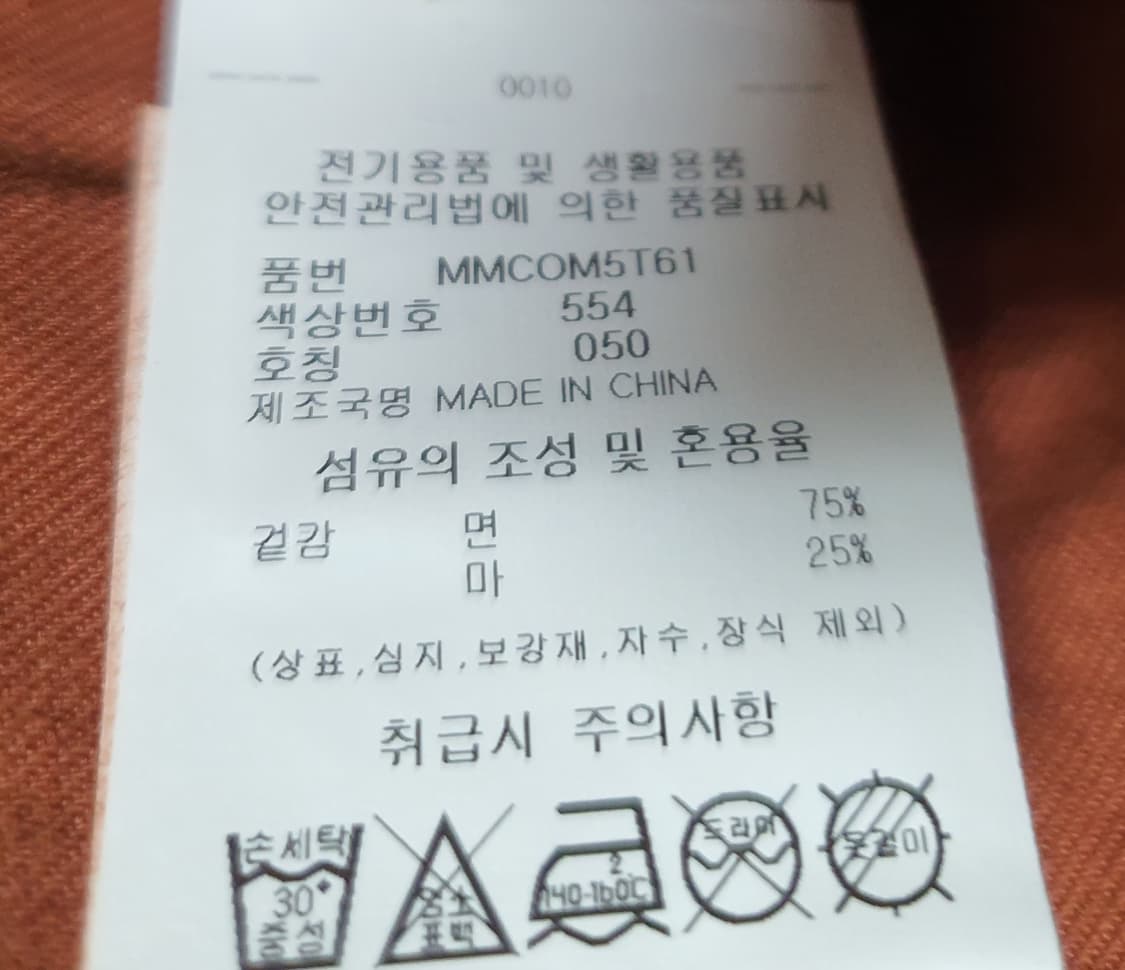 0010
전기용품 및 생활용품
안전관리법에 의한 품질표시
품번 MMCOM5T61
색상번호 554
호칭 050
제조국명 MADE IN CHINA
섬유의 조성 및 혼용율
겉감 면 75%
마 25%
(상표,심지,보강재,자수,장식 제외)
취급시 주의사항
손세탁
30°
중성
염소
표백
2
140-160℃
드라이
옷걸이